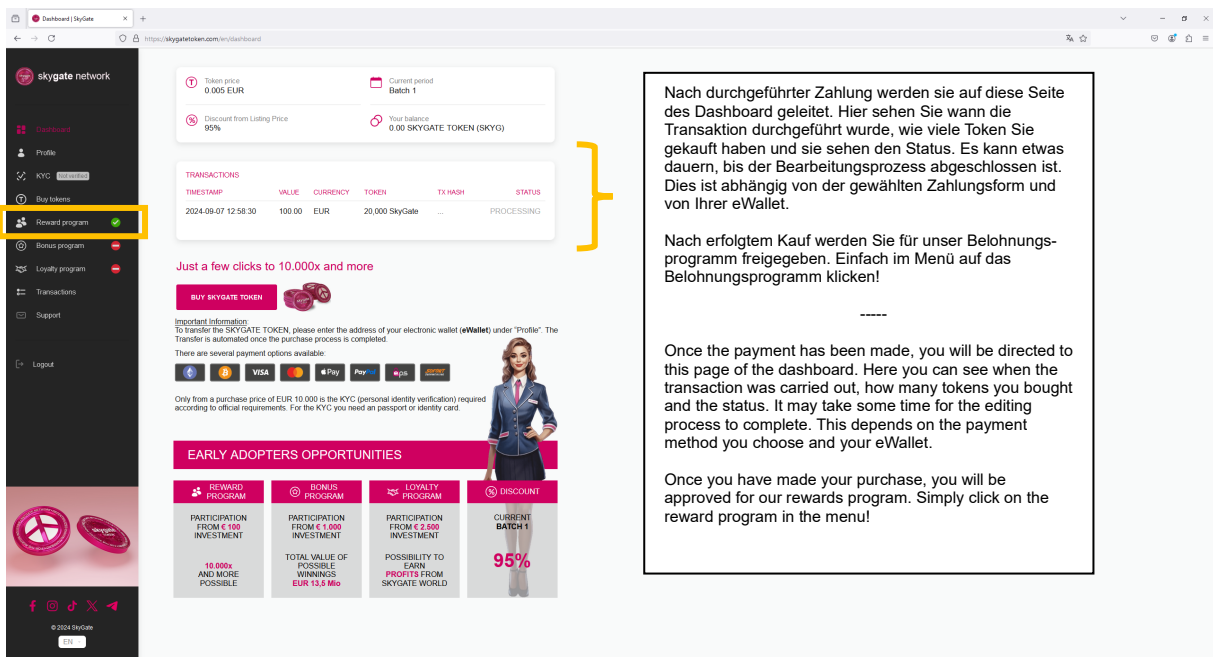 Dashboard | SkyGate
https://skygatetoken.com/en/dashboard
skygate network
Dashboard
Profile
KYC Not verified
Buy tokens
Reward program
Bonus program
Loyalty program
Transactions
Support
Logout
© 2024 SkyGate
EN
Token price
0.005 EUR
Current period
Batch 1
Discount from Listing Price
95%
Your balance
0.00 SKYGATE TOKEN (SKYG)
TRANSACTIONS
TIMESTAMP VALUE CURRENCY TOKEN TX HASH STATUS
2024-09-07 12:58:30 100.00 EUR 20,000 SkyGate ... PROCESSING
Just a few clicks to 10.000x and more
BUY SKYGATE TOKEN
Important Information:
To transfer the SKYGATE TOKEN, please enter the address of your electronic wallet (eWallet) under "Profile". The
Transfer is automated once the purchase process is completed.
There are several payment options available:
VISA Pay PayPal eps
Only from a purchase price of EUR 10.000 is the KYC (personal identity verification) required
according to official requirements. For the KYC you need an passport or identity card.
EARLY ADOPTERS OPPORTUNITIES
REWARD
PROGRAM
PARTICIPATION
FROM € 100
INVESTMENT
10.000x
AND MORE
POSSIBLE
BONUS
PROGRAM
PARTICIPATION
FROM € 1.000
INVESTMENT
TOTAL VALUE OF
POSSIBLE
WINNINGS
EUR 13,5 Mio
LOYALTY
PROGRAM
PARTICIPATION
FROM € 2.500
INVESTMENT
POSSIBILITY TO
EARN
PROFITS FROM
SKYGATE WORLD
DISCOUNT
CURRENT
BATCH 1
95%
Nach durchgeführter Zahlung werden sie auf diese Seite
des Dashboard geleitet. Hier sehen Sie wann die
Transaktion durchgeführt wurde, wie viele Token Sie
gekauft haben und sie sehen den Status. Es kann etwas
dauern, bis der Bearbeitungsprozess abgeschlossen ist.
Dies ist abhängig von der gewählten Zahlungsform und
von Ihrer eWallet.
Nach erfolgtem Kauf werden Sie für unser Belohnungs-
programm freigegeben. Einfach im Menü auf das
Belohnungsprogramm klicken!
-----
Once the payment has been made, you will be directed to
this page of the dashboard. Here you can see when the
transaction was carried out, how many tokens you bought
and the status. It may take some time for the editing
process to complete. This depends on the payment
method you choose and your eWallet.
Once you have made your purchase, you will be
approved for our rewards program. Simply click on the
reward program in the menu!